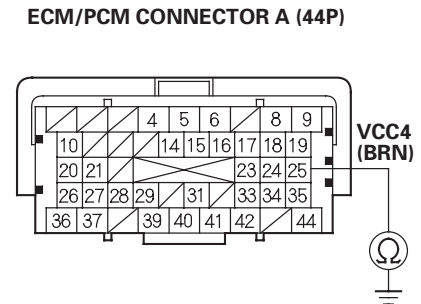 ECM/PCM CONNECTOR A (44P)
4 5 6 8 9
VCC4
(BRN)
10 14 15 16 17 18 19
20 21 23 24 25
26 27 28 29 31 33 34 35
36 37 39 40 41 42 44
Ω